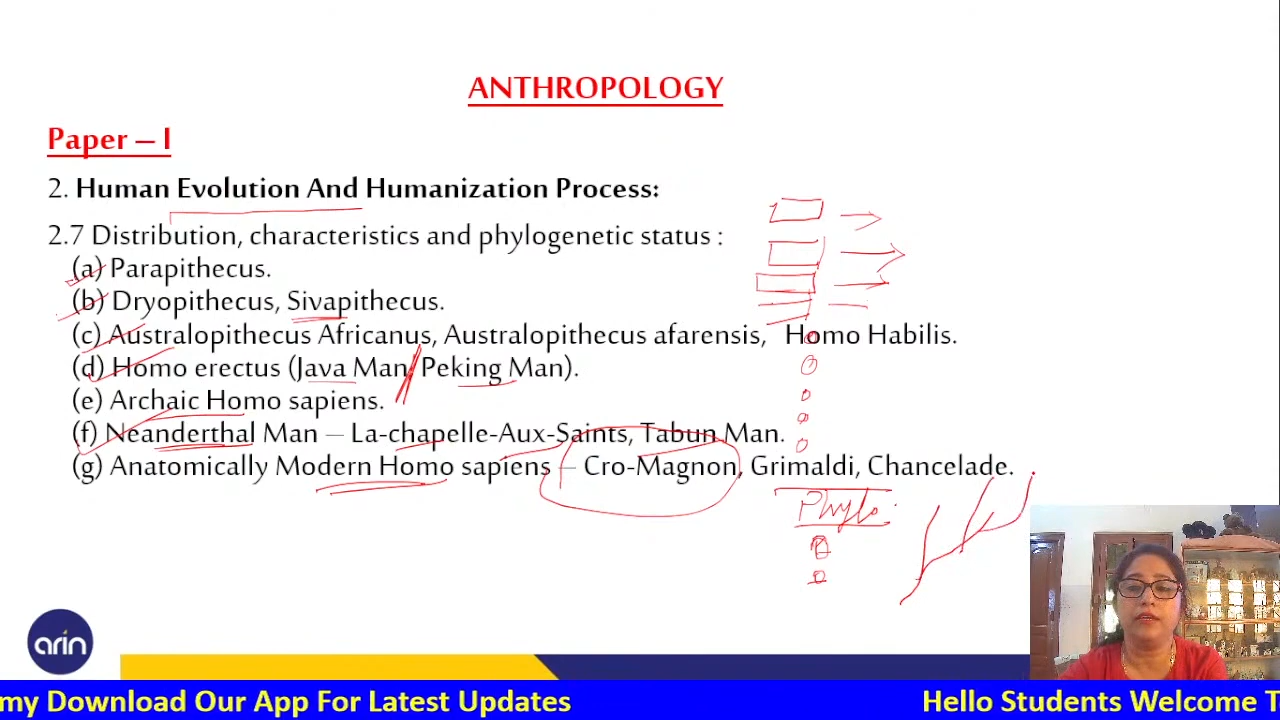 ANTHROPOLOGY
Paper – I
2. Human Evolution And Humanization Process:
2.7 Distribution, characteristics and phylogenetic status :
(a) Parapithecus.
(b) Dryopithecus, Sivapithecus.
(c) Australopithecus Africanus, Australopithecus afarensis, Homo Habilis.
(d) Homo erectus (Java Man, Peking Man).
(e) Archaic Homo sapiens.
(f) Neanderthal Man – La-chapelle-Aux-Saints, Tabun Man.
(g) Anatomically Modern Homo sapiens – Cro-Magnon, Grimaldi, Chancelade.
Phylo
arin
my Download Our App For Latest Updates Hello Students Welcome T